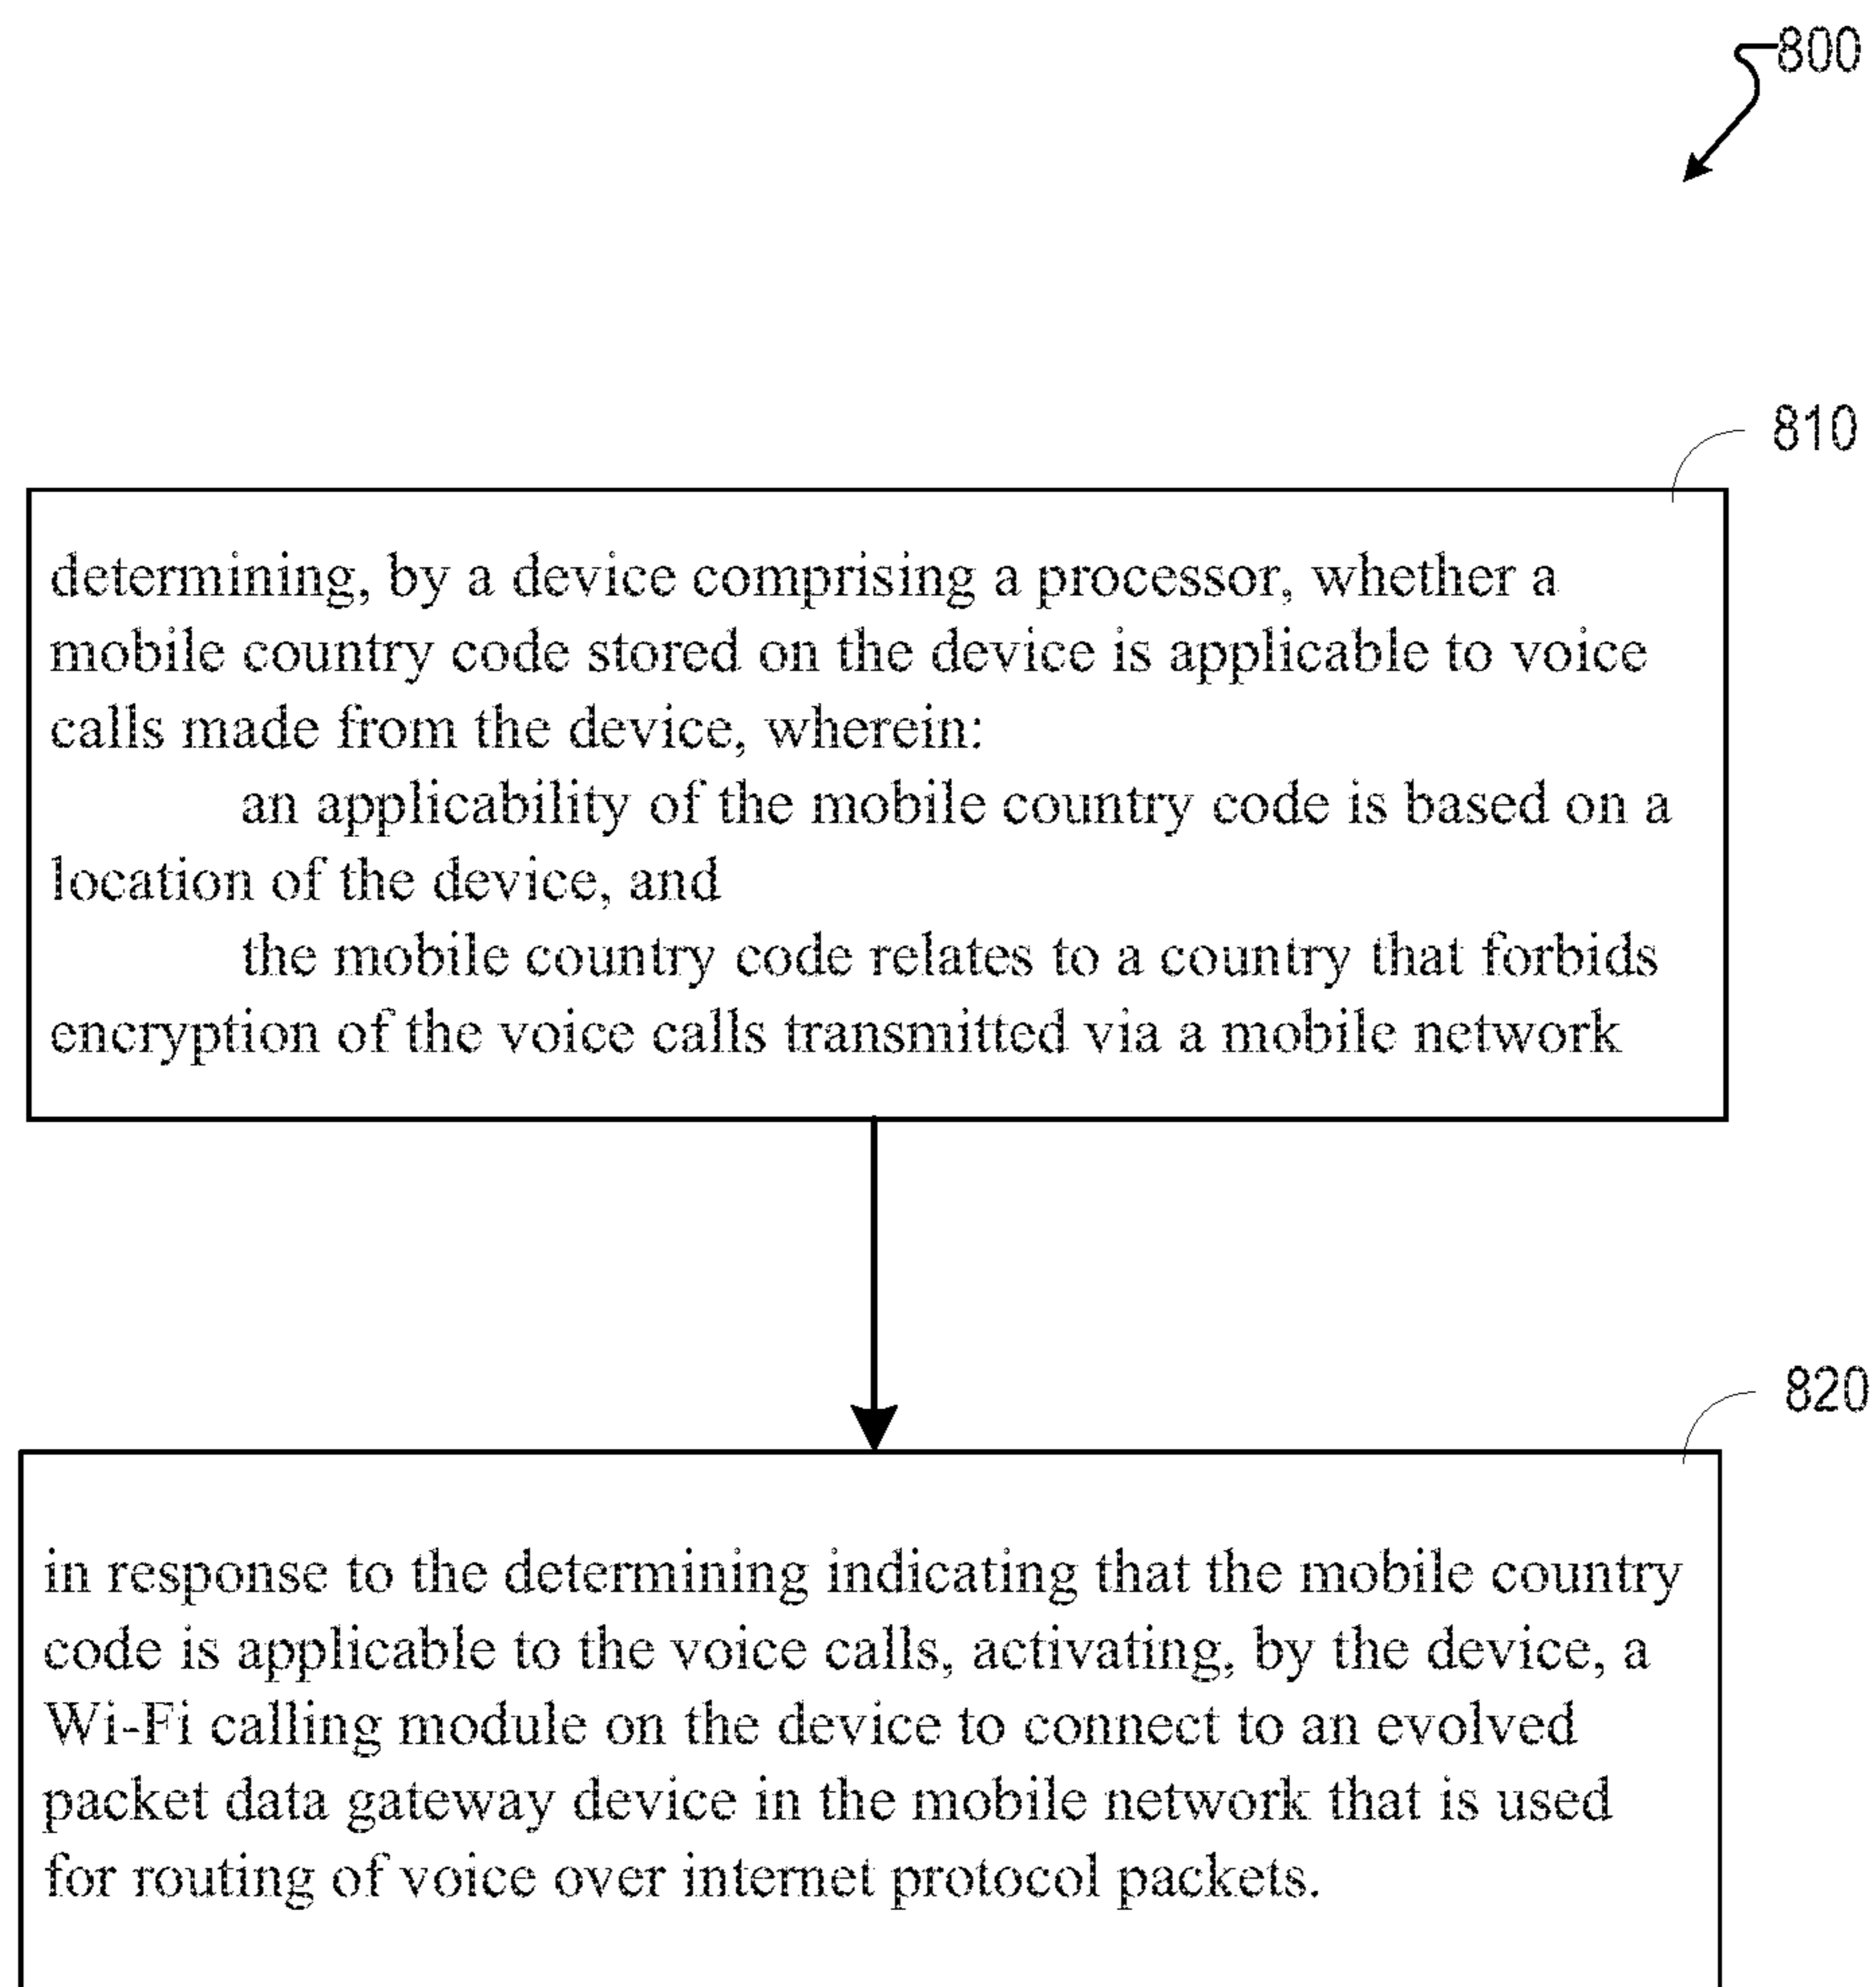 800
810
determining, by a device comprising a processor, whether a
mobile country code stored on the device is applicable to voice
calls made from the device, wherein:
an applicability of the mobile country code is based on a
location of the device, and
the mobile country code relates to a country that forbids
encryption of the voice calls transmitted via a mobile network
820
in response to the determining indicating that the mobile country
code is applicable to the voice calls, activating, by the device, a
Wi-Fi calling module on the device to connect to an evolved
packet data gateway device in the mobile network that is used
for routing of voice over internet protocol packets.